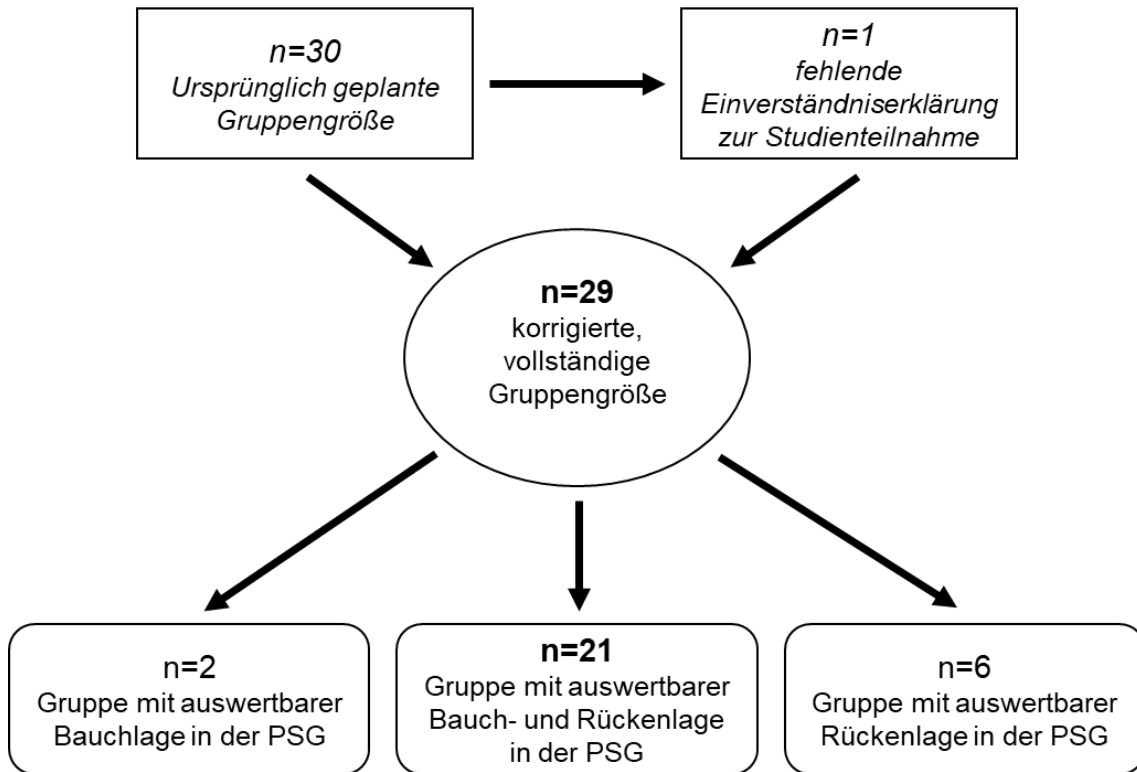 n=30
Ursprünglich geplante
Gruppengröße
n=1
fehlende
Einverständniserklärung
zur Studienteilnahme
n=29
korrigierte,
vollständige
Gruppengröße
n=2
Gruppe mit auswertbarer
Bauchlage in der PSG
n=21
Gruppe mit auswertbarer
Bauch- und Rückenlage
in der PSG
n=6
Gruppe mit auswertbarer
Rückenlage in der PSG